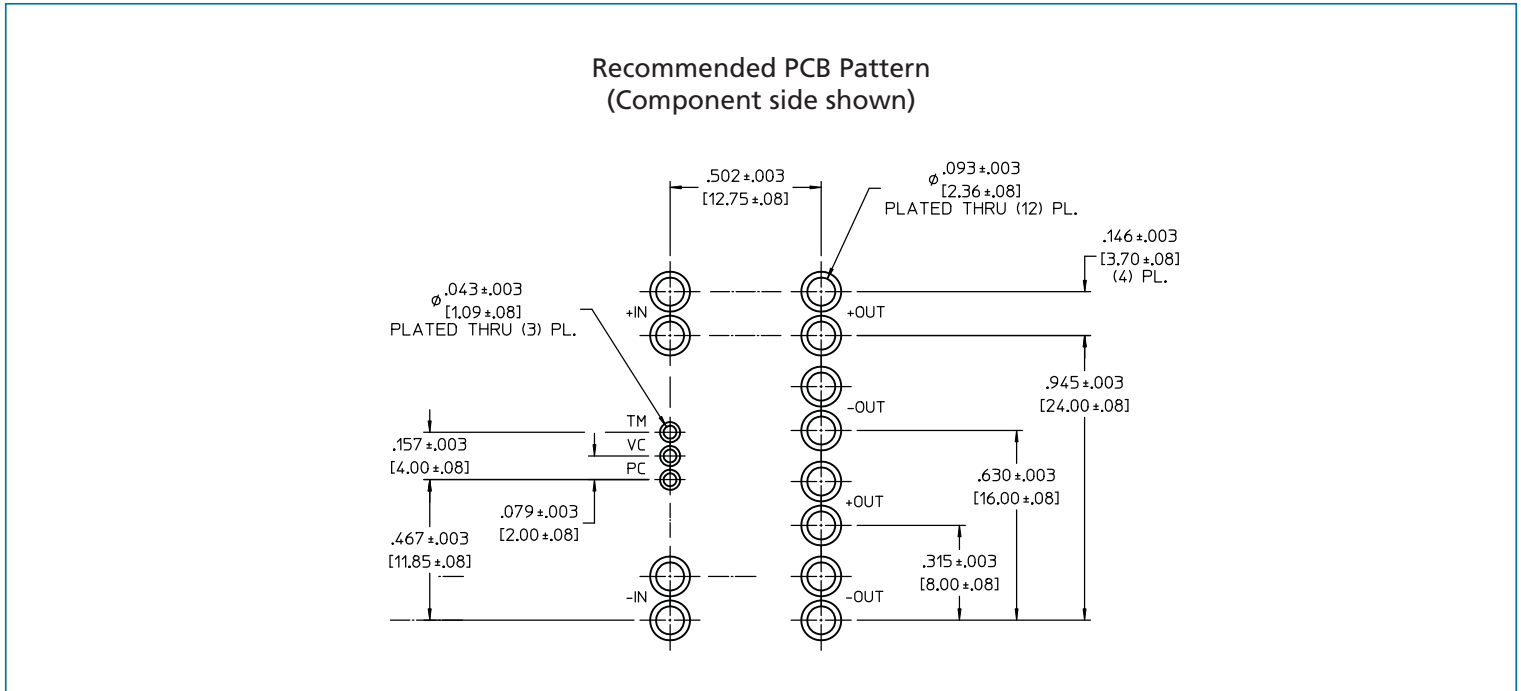 Recommended PCB Pattern
(Component side shown)
.502±.003
[12.75±.08]
ø .093±.003
[2.36±.08]
PLATED THRU (12) PL.
.146±.003
[3.70±.08]
(4) PL.
ø .043±.003
[1.09±.08]
PLATED THRU (3) PL.
+IN
+OUT
.945±.003
[24.00±.08]
-OUT
TM
VC
PC
.157±.003
[4.00±.08]
.630±.003
[16.00±.08]
+OUT
.079±.003
[2.00±.08]
.467±.003
[11.85±.08]
.315±.003
[8.00±.08]
-IN
-OUT